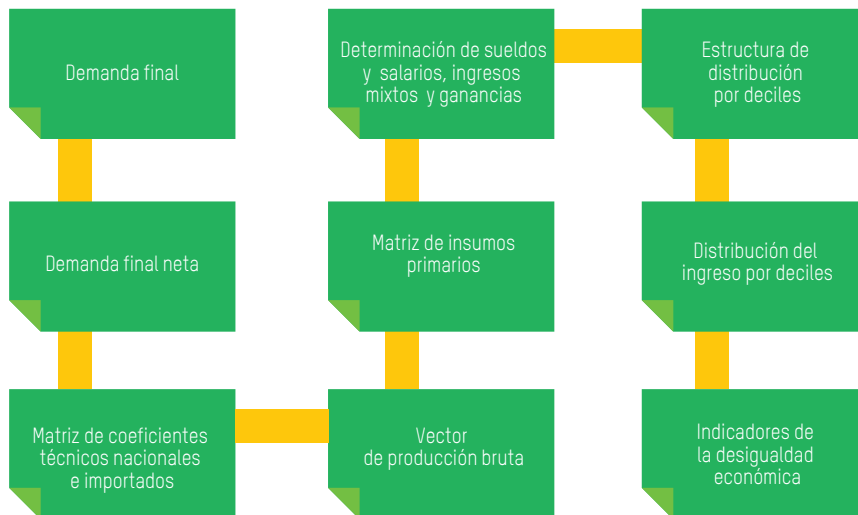 Demanda final
Demanda final neta
Matriz de coeficientes
técnicos nacionales
e importados
Vector
de producción bruta
Matriz de insumos
primarios
Determinación de sueldos
y salarios, ingresos
mixtos y ganancias
Estructura de
distribución
por deciles
Distribución del
ingreso por deciles
Indicadores de
la desigualdad
económica